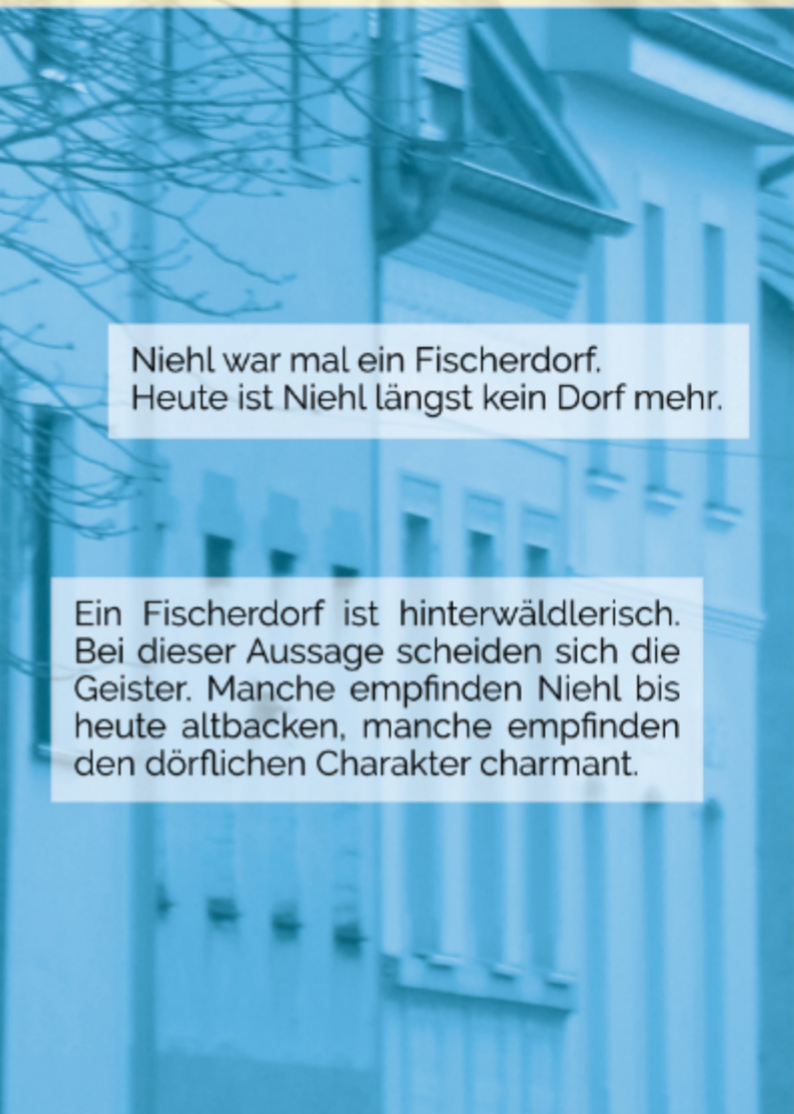 Niehl war mal ein Fischerdorf.
Heute ist Niehl längst kein Dorf mehr.
Ein Fischerdorf ist hinterwäldlerisch.
Bei dieser Aussage scheiden sich die
Geister. Manche empfinden Niehl bis
heute altbacken, manche empfinden
den dörflichen Charakter charmant.